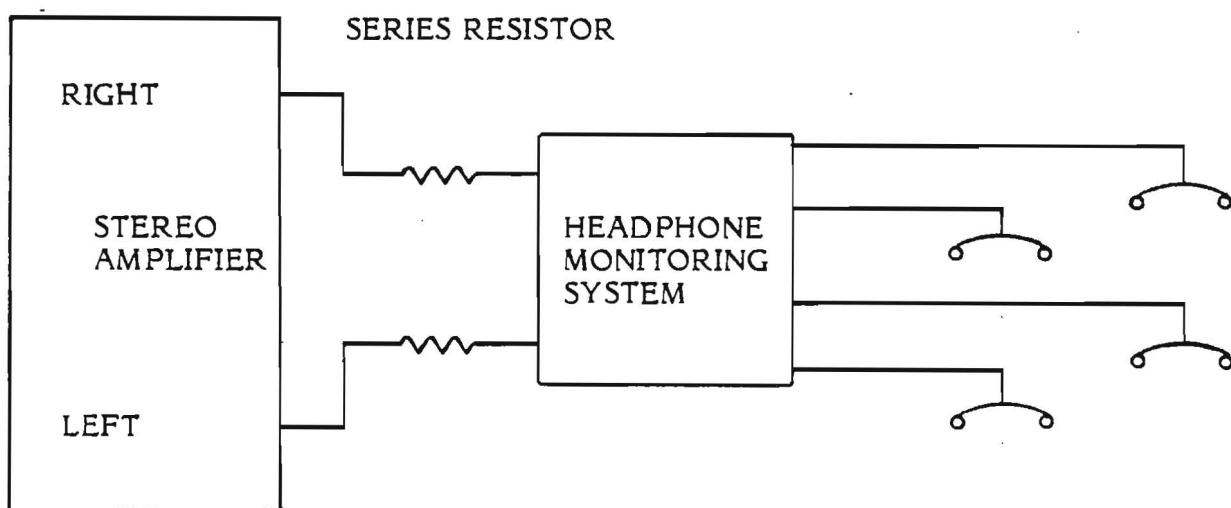 SERIES RESISTOR
RIGHT
STEREO
AMPLIFIER
HEADPHONE
MONITORING
SYSTEM
LEFT